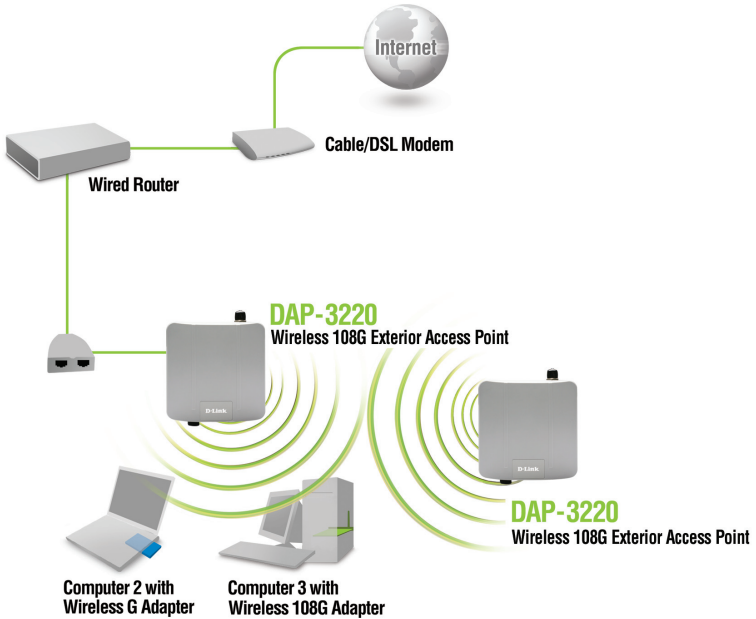 Internet
Cable/DSL Modem
Wired Router
DAP-3220
Wireless 108G Exterior Access Point
D-Link
D-Link
DAP-3220
Wireless 108G Exterior Access Point
Computer 2 with
Wireless G Adapter
Computer 3 with
Wireless 108G Adapter